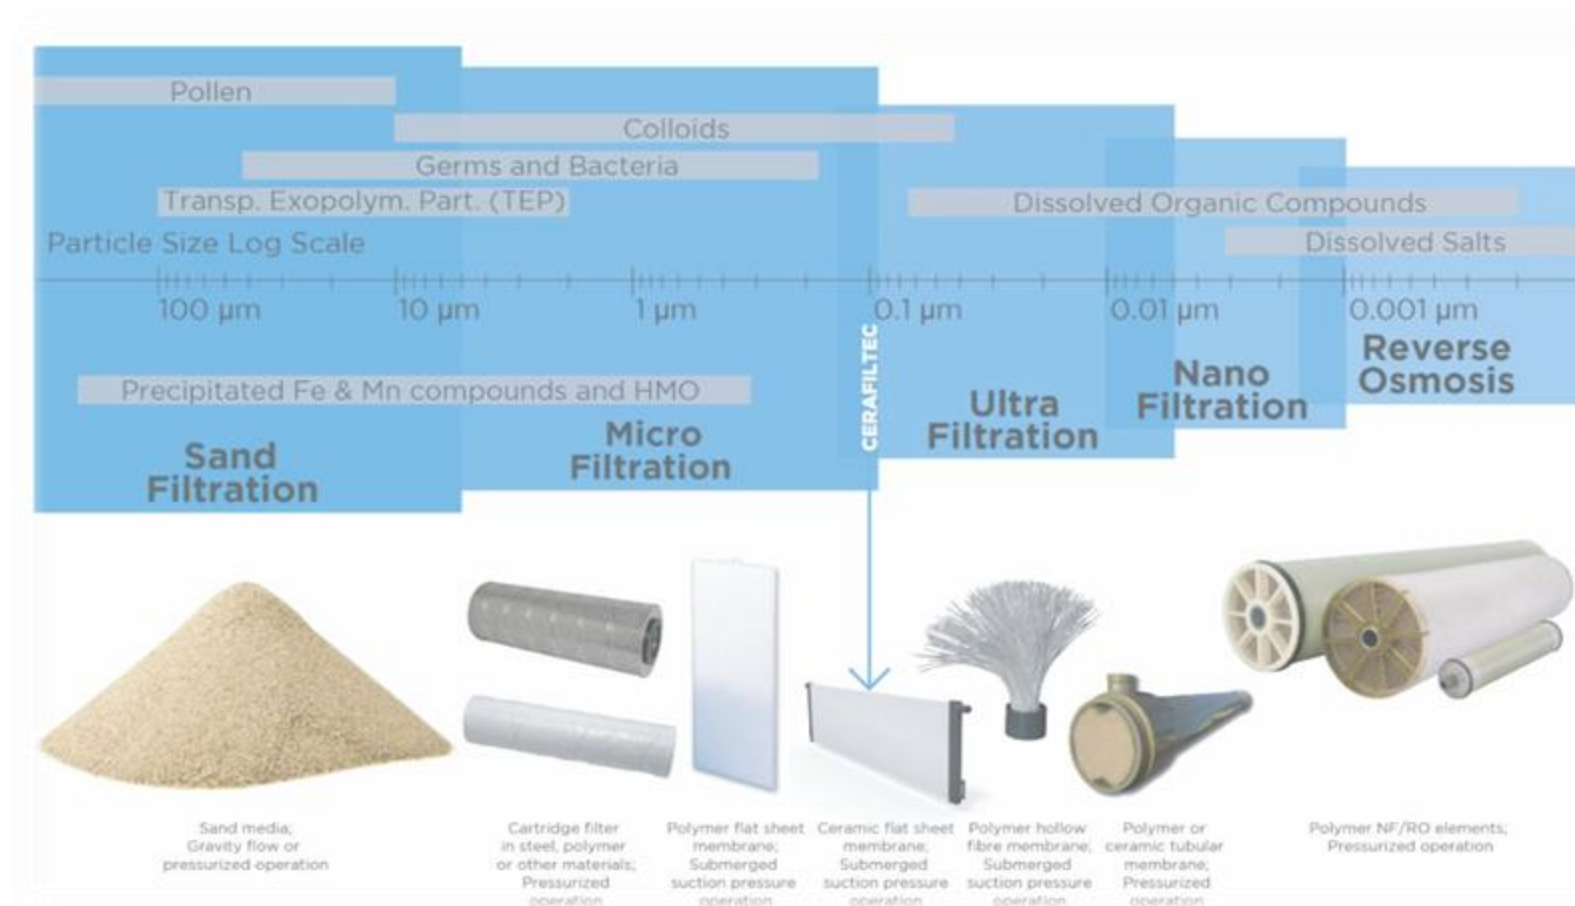 Pollen
Colloids
Germs and Bacteria
Transp. Exopolym. Part. (TEP)
Dissolved Organic Compounds
Particle Size Log Scale
Dissolved Salts
100 µm
10 µm
1 µm
0.1 µm
0.01 µm
0.001 µm
CERAFILTEC
Precipitated Fe & Mn compounds and HMO
Sand
Filtration
Micro
Filtration
Ultra
Filtration
Nano
Filtration
Reverse
Osmosis
Sand media;
Gravity flow or
pressurized operation
Cartridge filter
in steel, polymer
or other materials;
Pressurized
operation
Polymer flat sheet
membrane;
Submerged
suction pressure
operation
Ceramic flat sheet
membrane;
Submerged
suction pressure
operation
Polymer hollow
fibre membrane;
Submerged
suction pressure
operation
Polymer or
ceramic tubular
membrane;
Pressurized
operation
Polymer NF/RO elements;
Pressurized operation